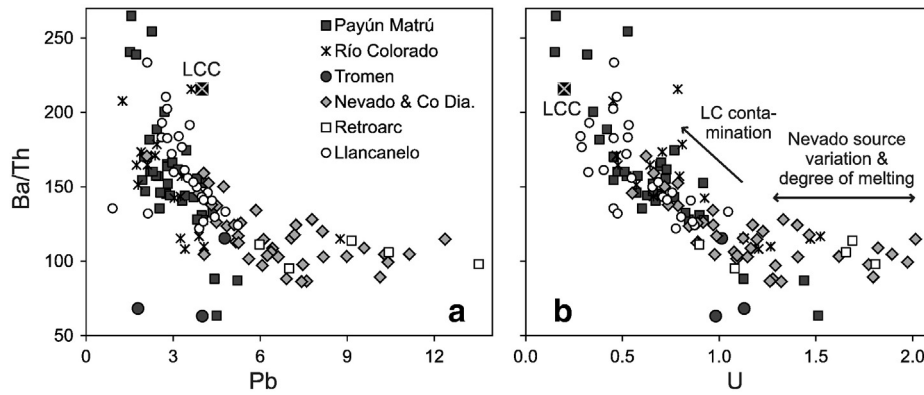 Ba/Th
250
200
150
100
50
0
3
6
9
12
Pb
LCC
Payún Matrú
Río Colorado
Tromen
Nevado & Co Dia.
Retroarc
Llancanelo
a
LCC
LC conta-
mination
Nevado source
variation &
degree of melting
b
0.0
0.5
1.0
1.5
2.0
U